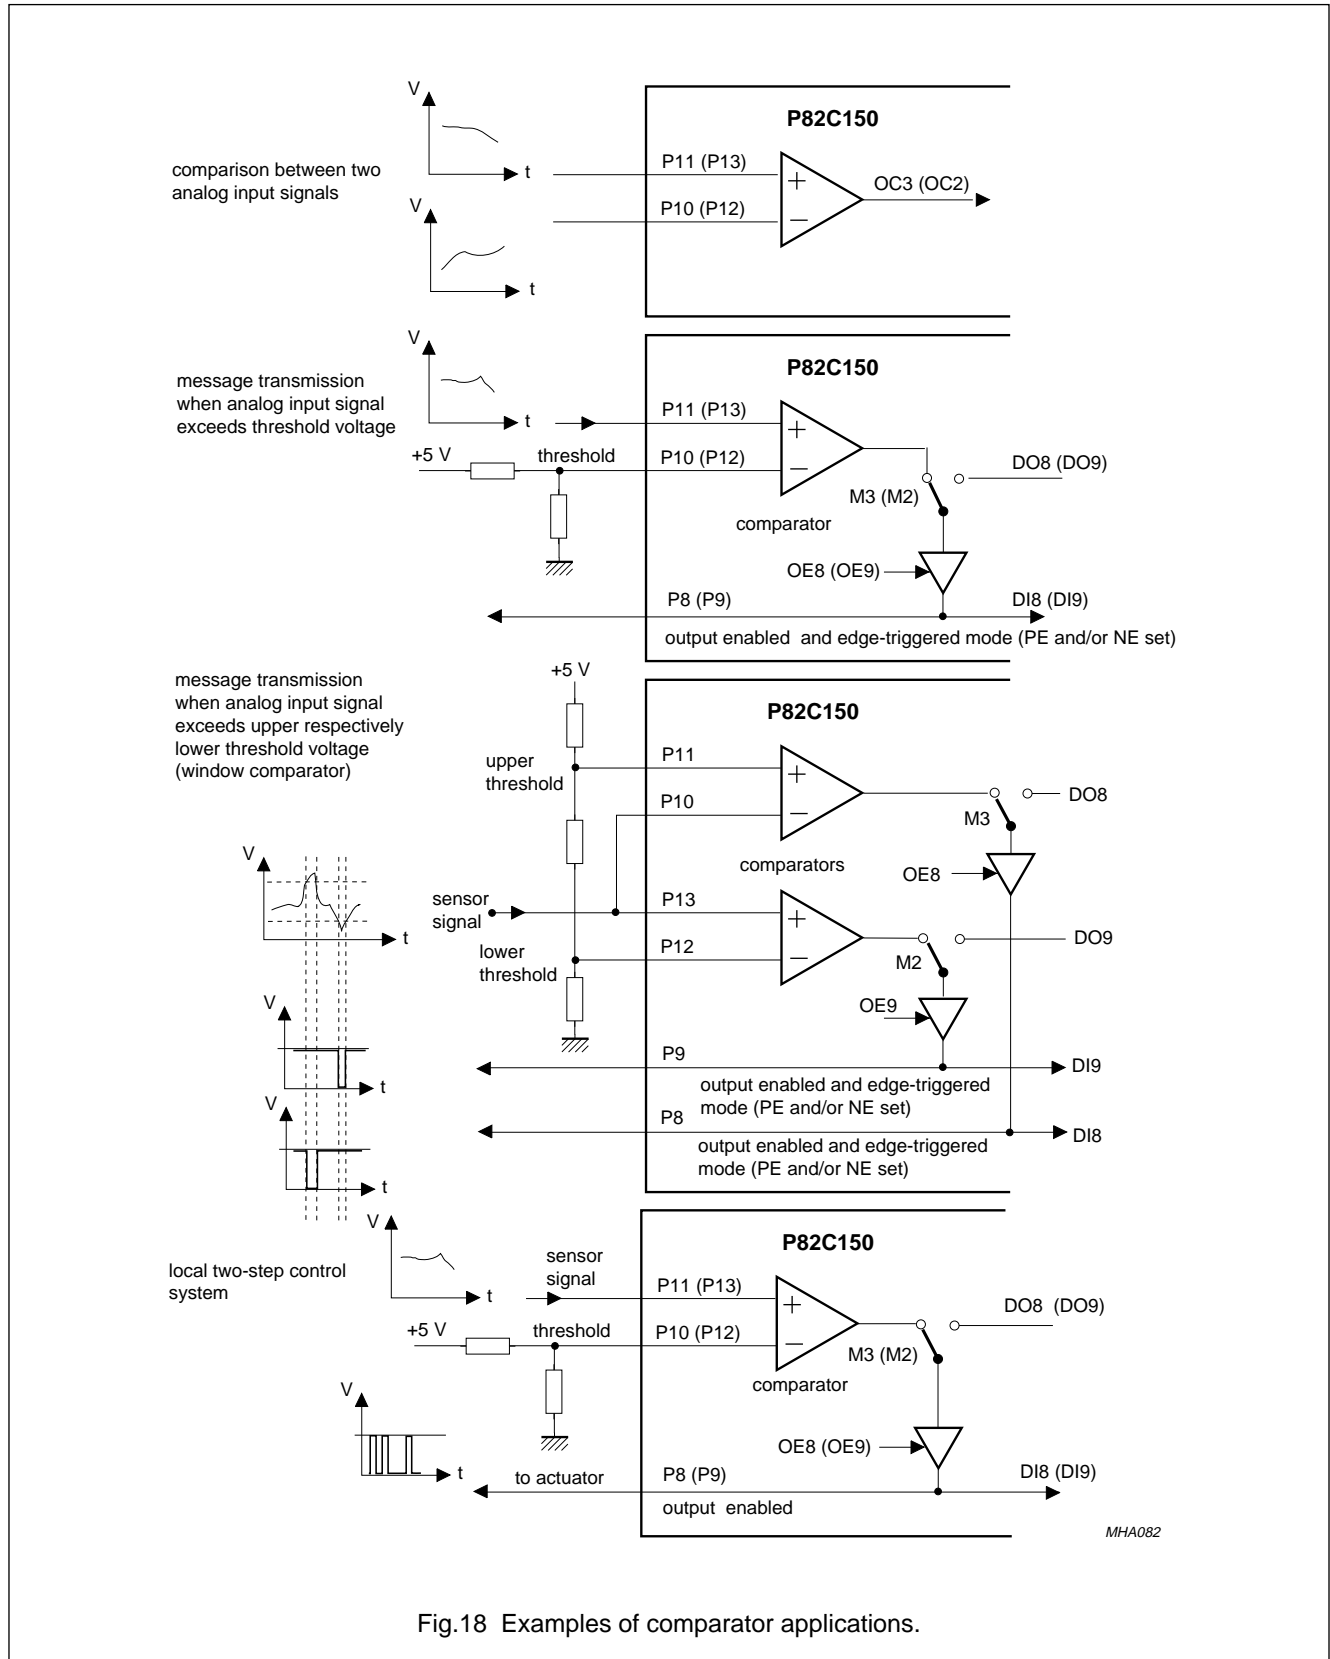 V
P82C150
comparison between two
analog input signals
t
P11 (P13)
+
OC3 (OC2)
V
P10 (P12)
−
t
V
P82C150
message transmission
when analog input signal
exceeds threshold voltage
t
P11 (P13)
+
+5 V
threshold
P10 (P12)
−
DO8 (DO9)
M3 (M2)
comparator
OE8 (OE9)
P8 (P9)
DI8 (DI9)
output enabled and edge-triggered mode (PE and/or NE set)
message transmission
when analog input signal
exceeds upper respectively
lower threshold voltage
(window comparator)
+5 V
P82C150
upper
threshold
P11
+
P10
−
DO8
M3
comparators
OE8
V
t
sensor
signal
P13
+
lower
threshold
P12
−
DO9
M2
OE9
V
t
P9
DI9
output enabled and edge-triggered
mode (PE and/or NE set)
V
t
P8
DI8
output enabled and edge-triggered
mode (PE and/or NE set)
V
P82C150
local two-step control
system
t
sensor
signal
P11 (P13)
+
DO8 (DO9)
+5 V
threshold
P10 (P12)
−
M3 (M2)
comparator
V
t
OE8 (OE9)
to actuator
P8 (P9)
DI8 (DI9)
output enabled
MHA082
Fig.18 Examples of comparator applications.